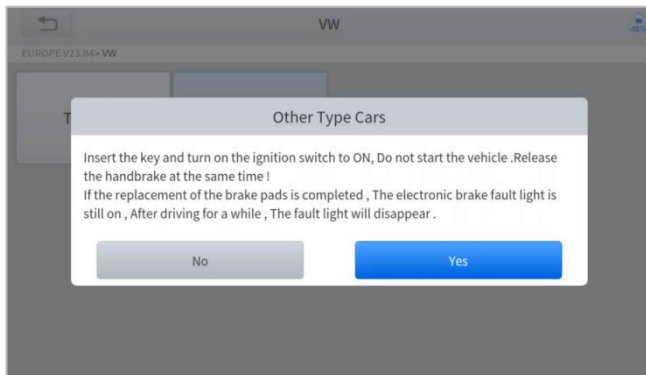 VW
48%
EUROPE V23.84> VW
T
Other Type Cars
Insert the key and turn on the ignition switch to ON, Do not start the vehicle .Release
the handbrake at the same time !
If the replacement of the brake pads is completed , The electronic brake fault light is
still on , After driving for a while , The fault light will disappear .
No
Yes